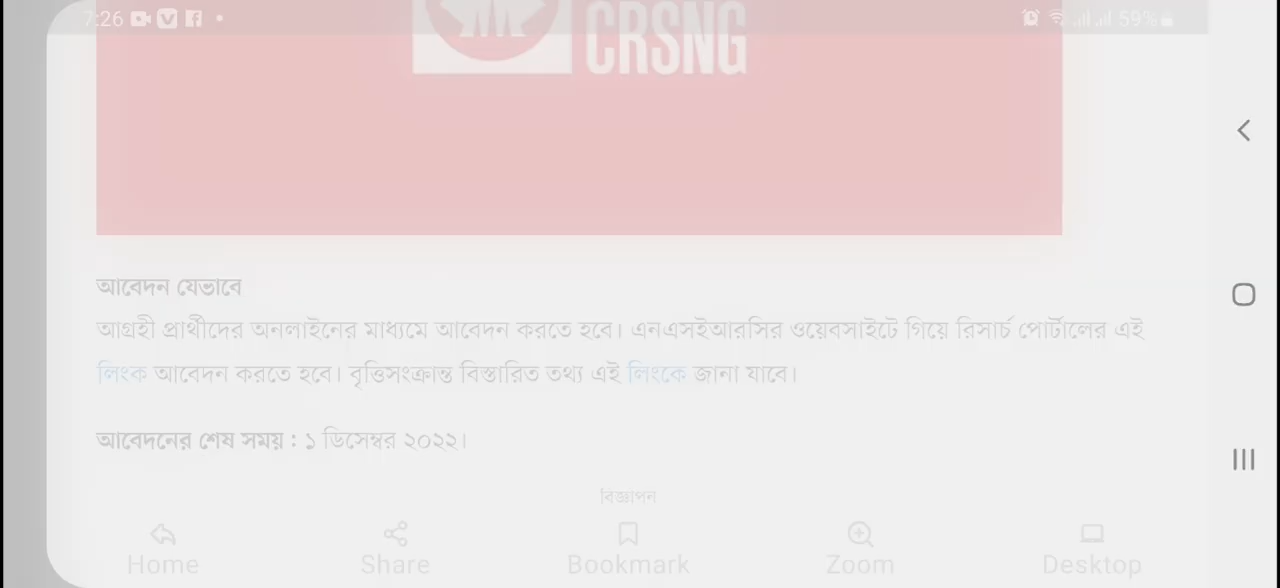 7:26
59%
CRSNG
আবেদন যেভাবে
আগ্রহী প্রার্থীদের অনলাইনের মাধ্যমে আবেদন করতে হবে। এনএসইআরসির ওয়েবসাইটে গিয়ে রিসার্চ পোর্টালের এই
লিংক আবেদন করতে হবে। বৃত্তিসংক্রান্ত বিস্তারিত তথ্য এই লিংকে জানা যাবে।
আবেদনের শেষ সময় : ১ ডিসেম্বর ২০২২।
বিজ্ঞাপন
Home Share Bookmark Zoom Desktop